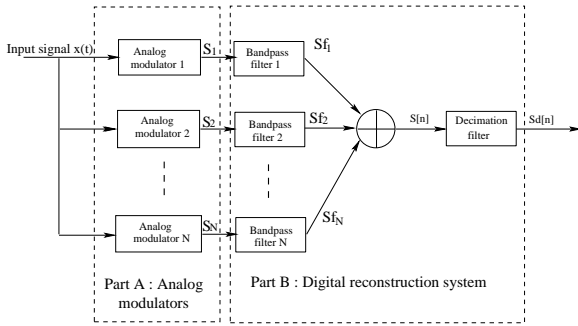 Input signal x(t)
Analog
modulator 1
S1
Bandpass
filter 1
Sf1
Analog
modulator 2
S2
Bandpass
filter 2
Sf2
S[n]
Decimation
filter
Sd[n]
Analog
modulator N
SN
Bandpass
filter N
SfN
Part A : Analog
modulators
Part B : Digital reconstruction system